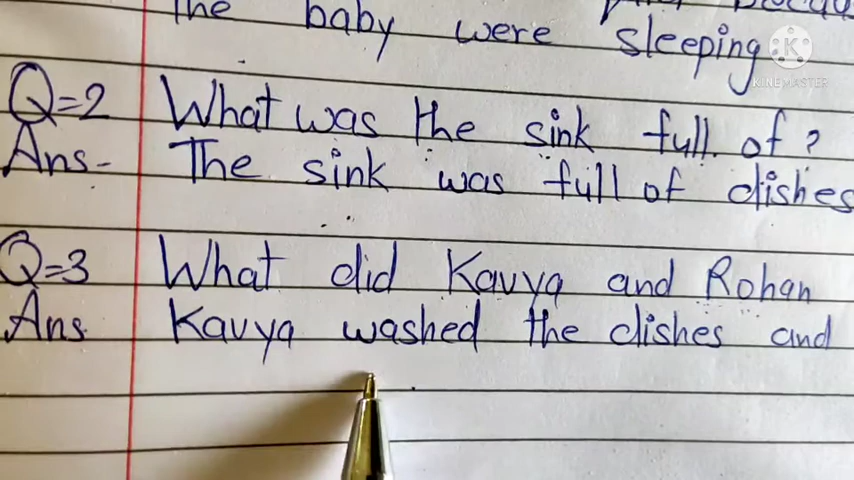 the baby were sleeping
KINEMASTER
Q=2 What was the sink full of?
Ans- The sink was full of dishes
Q=3 What did Kavya and Rohan
Ans Kavya washed the dishes and